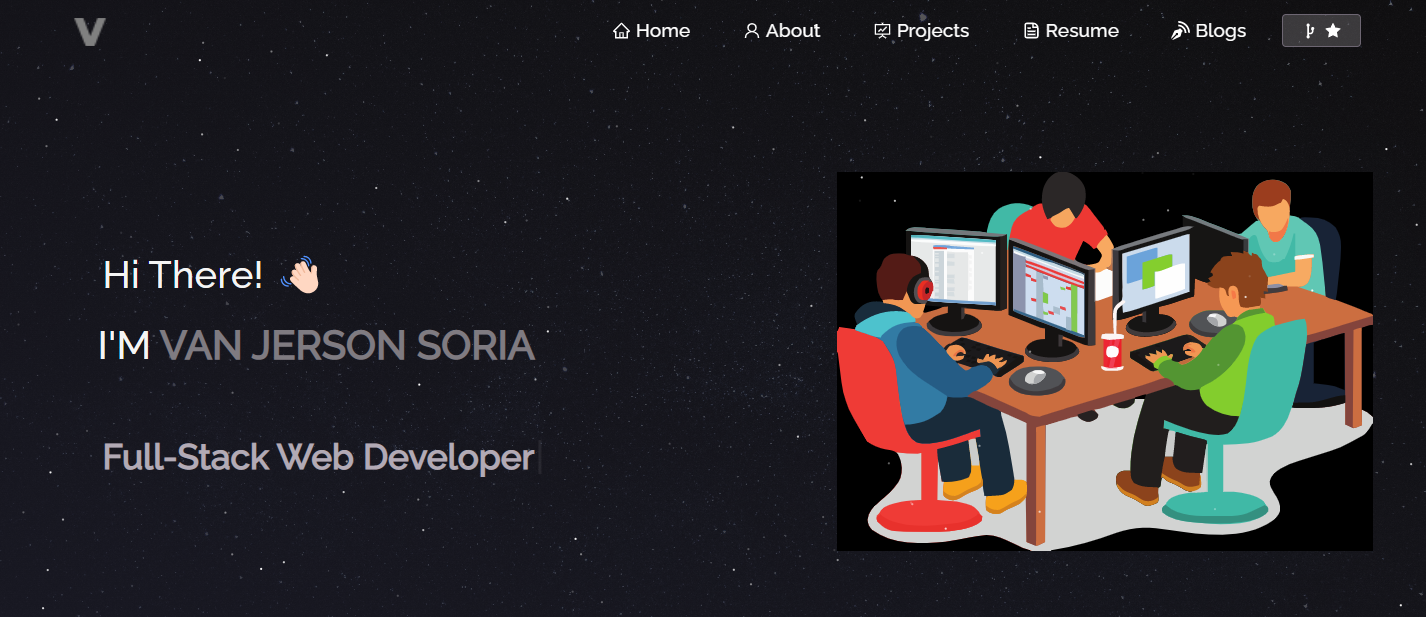 V
Home
About
Projects
Resume
Blogs
Hi There! 👋🏻
I'M VAN JERSON SORIA
Full-Stack Web Developer